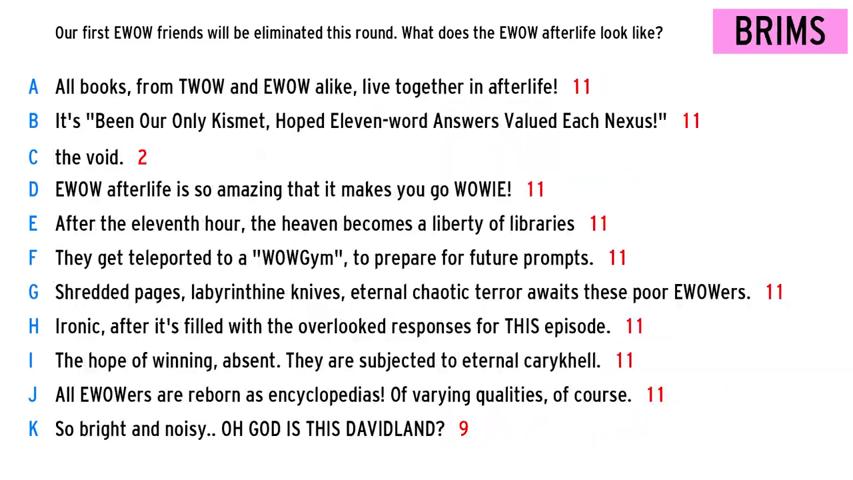 Our first EWOW friends will be eliminated this round. What does the EWOW afterlife look like?
BRIMS
A All books, from TWOW and EWOW alike, live together in afterlife! 11
B It's "Been Our Only Kismet, Hoped Eleven-word Answers Valued Each Nexus!" 11
C the void. 2
D EWOW afterlife is so amazing that it makes you go WOWIE! 11
E After the eleventh hour, the heaven becomes a liberty of libraries 11
F They get teleported to a "WOWGym", to prepare for future prompts. 11
G Shredded pages, labyrinthine knives, eternal chaotic terror awaits these poor EWOWers. 11
H Ironic, after it's filled with the overlooked responses for THIS episode. 11
I The hope of winning, absent. They are subjected to eternal carykhell. 11
J All EWOWers are reborn as encyclopedias! Of varying qualities, of course. 11
K So bright and noisy.. OH GOD IS THIS DAVIDLAND? 9